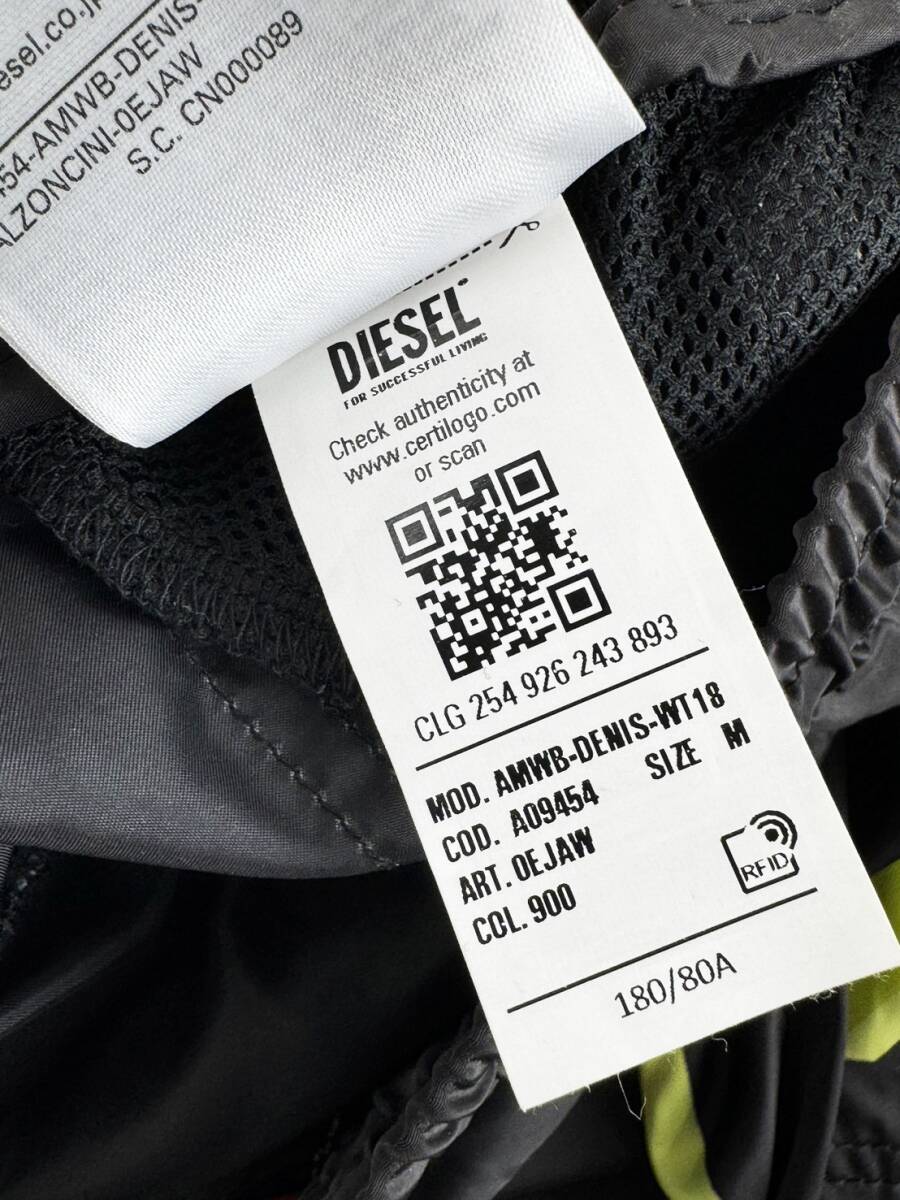 esel.co.jp
454-AMWB-DENIS-
ALZONCINI-0EJAW
S.C. CN000089
DIESEL
FOR SUCCESSFUL LIVING
Check authenticity at
www.certilogo.com
or scan
CLG 254 926 243 893
MOD. AMWB-DENIS-WT18
COD. A09454 SIZE M
ART. 0EJAW
COL. 900
RFID
180/80A